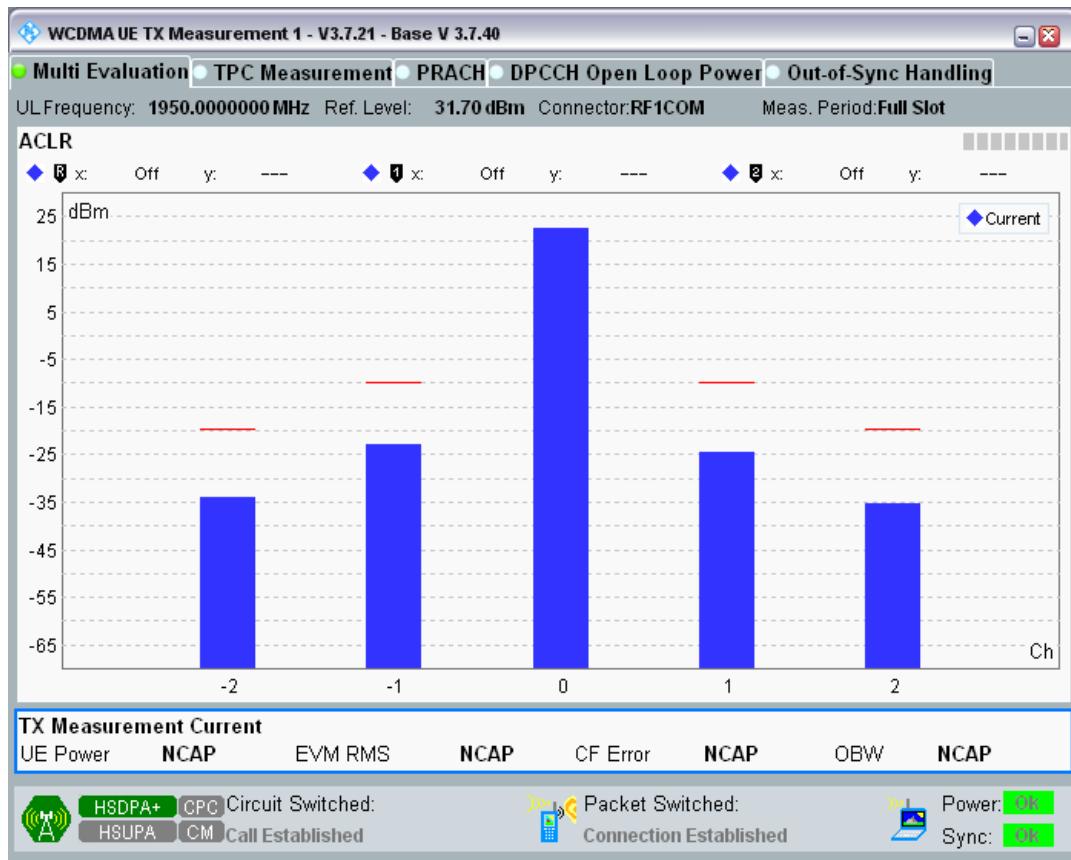 WCDMA UE TX Measurement 1 - V3.7.21 - Base V 3.7.40
Multi Evaluation TPC Measurement PRACH DPCCH Open Loop Power Out-of-Sync Handling
UL Frequency: 1950.0000000 MHz Ref. Level: 31.70 dBm Connector:RF1COM Meas. Period:Full Slot
ACLR
R x: Off y: --- 1 x: Off y: --- 2 x: Off y: ---
dBm
Current
25
15
5
-5
-15
-25
-35
-45
-55
-65
Ch
-2 -1 0 1 2
TX Measurement Current
UE Power NCAP EVM RMS NCAP CF Error NCAP OBW NCAP
HSDPA+ CPC Circuit Switched: Packet Switched: Power: Ok
HSUPA CM Call Established Connection Established Sync: Ok